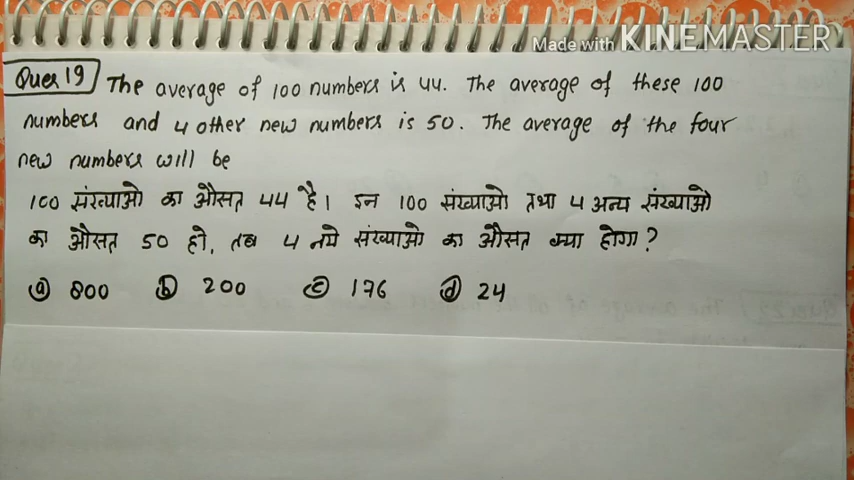 Made with KINEMASTER
Ques 19 The average of 100 numbers is 44. The average of these 100
numbers and 4 other new numbers is 50. The average of the four
new numbers will be
100 संख्याओ का औसत 44 है। इन 100 संख्याओ तथा 4 अन्य संख्याओ
का औसत 50 हो, तब 4 नये संख्याओ का औसत क्या होगा?
(a) 800 (b) 200 (c) 176 (d) 24